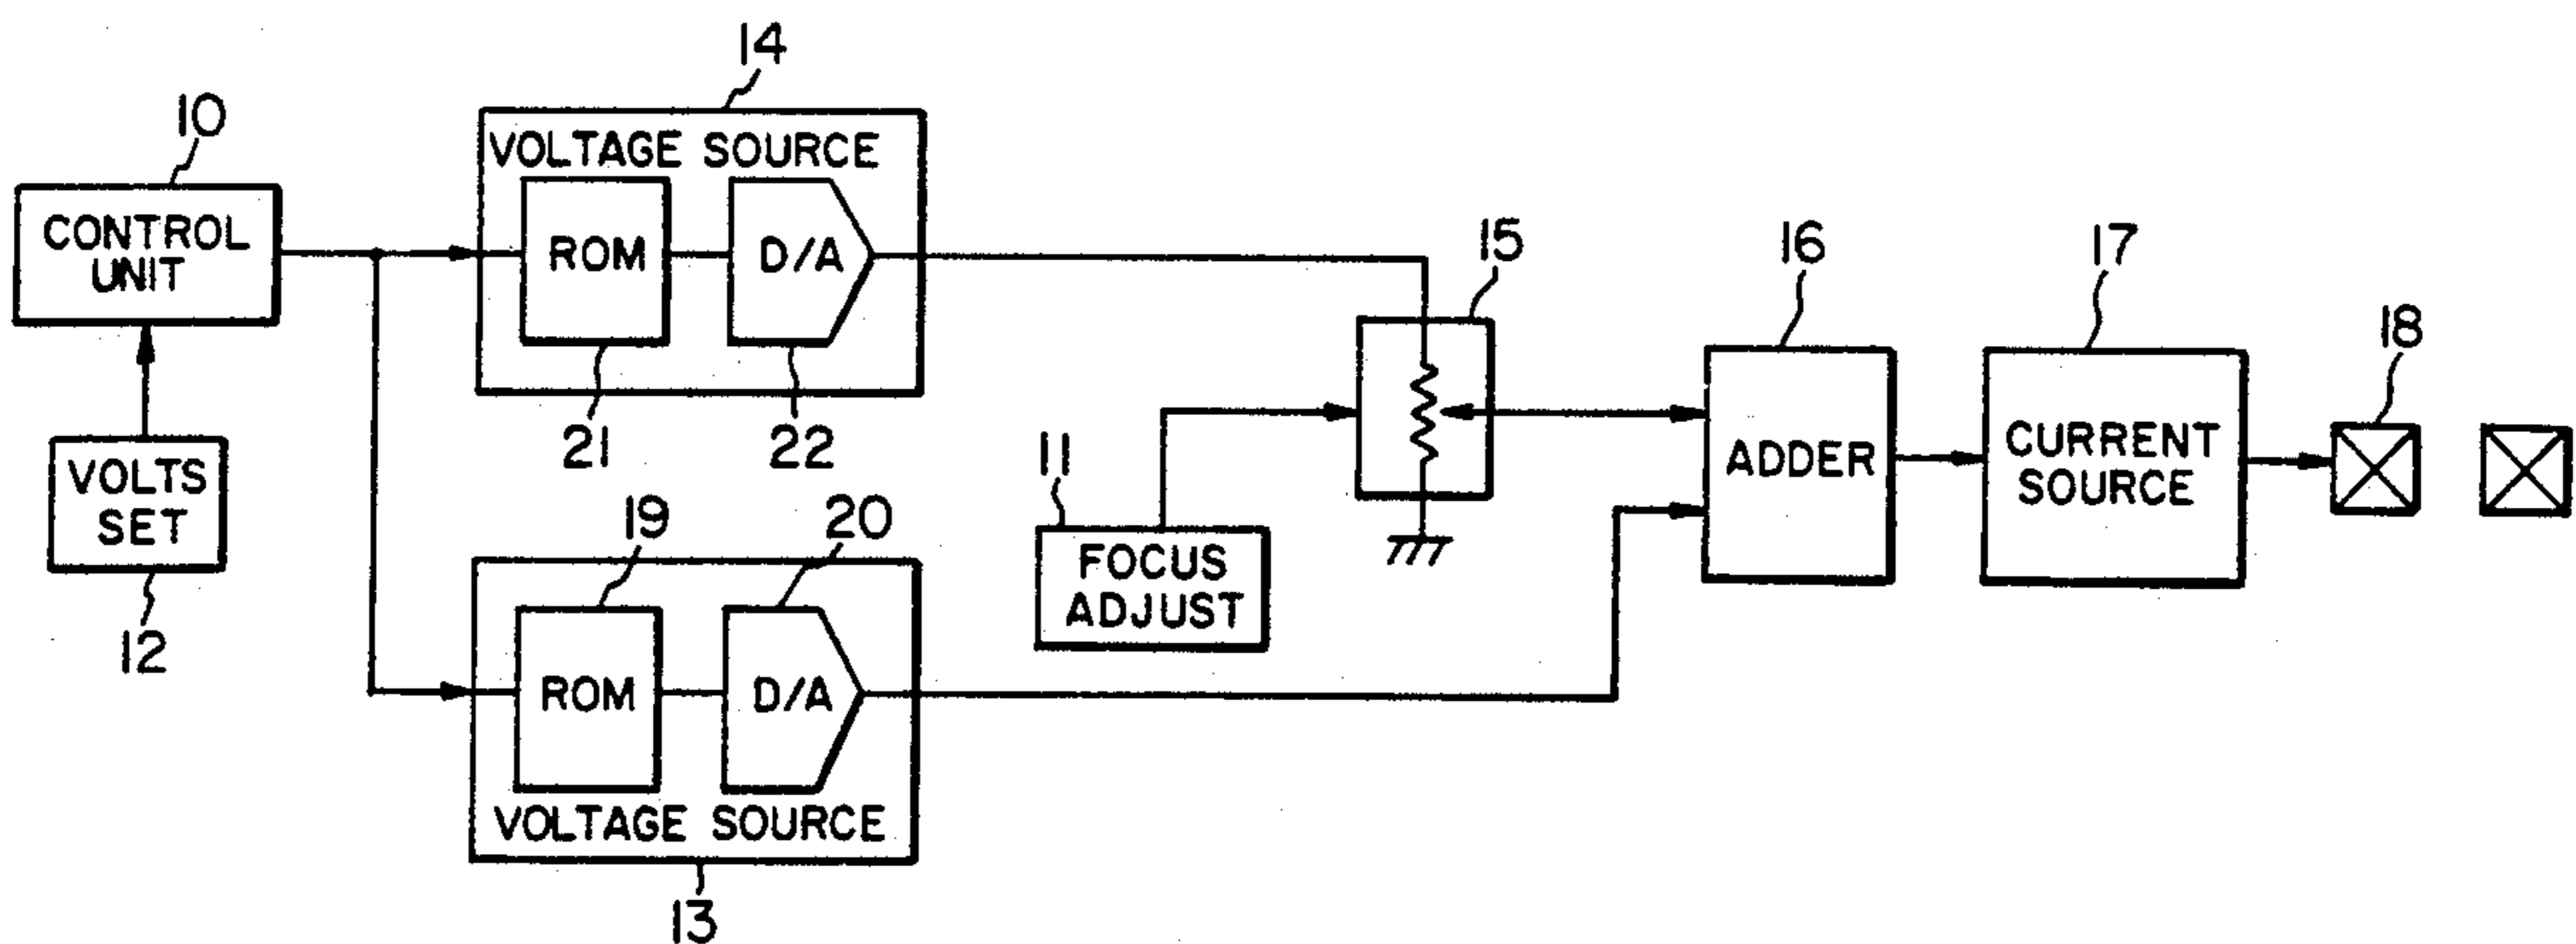 14
10
VOLTAGE SOURCE
CONTROL
UNIT
ROM
D/A
15
16
17
18
21
22
VOLTS
SET
12
11
FOCUS
ADJUST
ADDER
CURRENT
SOURCE
19
20
ROM
D/A
VOLTAGE SOURCE
13